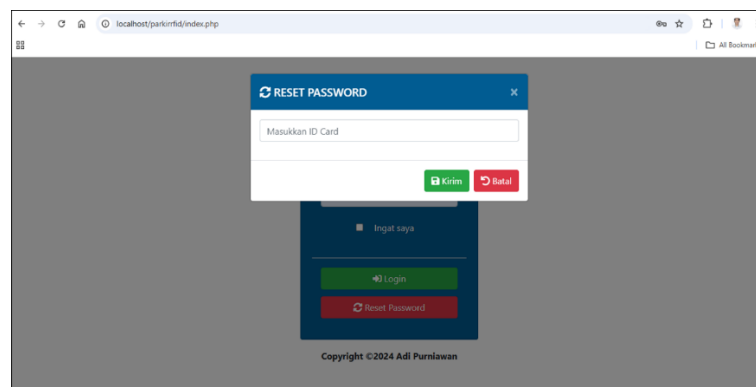 localhost/parkirrfid/index.php
All Bookmar
RESET PASSWORD ×
Masukkan ID Card
Kirim Batal
Ingat saya
Login
Reset Password
Copyright ©2024 Adi Purniawan